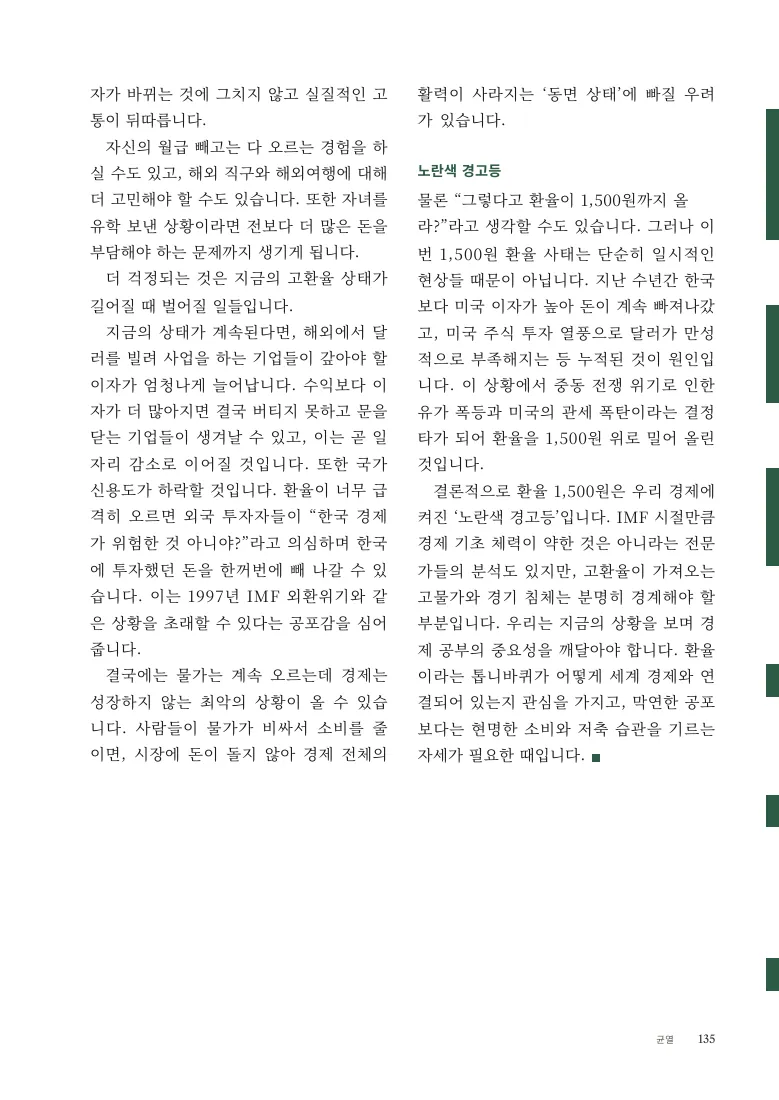 자가 바뀌는 것에 그치지 않고 실질적인 고
통이 뒤따릅니다.
자신의 월급 빼고는 다 오르는 경험을 하
실 수도 있고, 해외 직구와 해외여행에 대해
더 고민해야 할 수도 있습니다. 또한 자녀를
유학 보낸 상황이라면 전보다 더 많은 돈을
부담해야 하는 문제까지 생기게 됩니다.
더 걱정되는 것은 지금의 고환율 상태가
길어질 때 벌어질 일들입니다.
지금의 상태가 계속된다면, 해외에서 달
러를 빌려 사업을 하는 기업들이 갚아야 할
이자가 엄청나게 늘어납니다. 수익보다 이
자가 더 많아지면 결국 버티지 못하고 문을
닫는 기업들이 생겨날 수 있고, 이는 곧 일
자리 감소로 이어질 것입니다. 또한 국가
신용도가 하락할 것입니다. 환율이 너무 급
격히 오르면 외국 투자자들이 “한국 경제
가 위험한 것 아니야?”라고 의심하며 한국
에 투자했던 돈을 한꺼번에 빼 나갈 수 있
습니다. 이는 1997년 IMF 외환위기와 같
은 상황을 초래할 수 있다는 공포감을 심어
줍니다.
결국에는 물가는 계속 오르는데 경제는
성장하지 않는 최악의 상황이 올 수 있습
니다. 사람들이 물가가 비싸서 소비를 줄
이면, 시장에 돈이 돌지 않아 경제 전체의
활력이 사라지는 ‘동면 상태’에 빠질 우려
가 있습니다.
노란색 경고등
물론 “그렇다고 환율이 1,500원까지 올
라?”라고 생각할 수도 있습니다. 그러나 이
번 1,500원 환율 사태는 단순히 일시적인
현상들 때문이 아닙니다. 지난 수년간 한국
보다 미국 이자가 높아 돈이 계속 빠져나갔
고, 미국 주식 투자 열풍으로 달러가 만성
적으로 부족해지는 등 누적된 것이 원인입
니다. 이 상황에서 중동 전쟁 위기로 인한
유가 폭등과 미국의 관세 폭탄이라는 결정
타가 되어 환율을 1,500원 위로 밀어 올린
것입니다.
결론적으로 환율 1,500원은 우리 경제에
켜진 ‘노란색 경고등’입니다. IMF 시절만큼
경제 기초 체력이 약한 것은 아니라는 전문
가들의 분석도 있지만, 고환율이 가져오는
고물가와 경기 침체는 분명히 경계해야 할
부분입니다. 우리는 지금의 상황을 보며 경
제 공부의 중요성을 깨달아야 합니다. 환율
이라는 톱니바퀴가 어떻게 세계 경제와 연
결되어 있는지 관심을 가지고, 막연한 공포
보다는 현명한 소비와 저축 습관을 기르는
자세가 필요한 때입니다. ■
균열 135